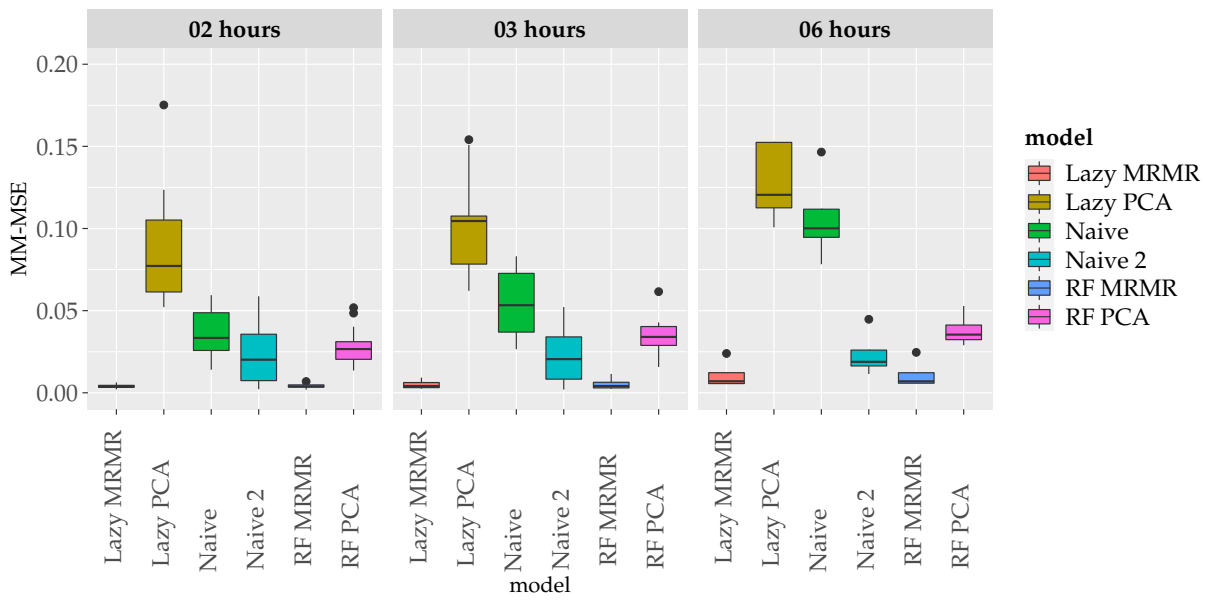 02 hours
03 hours
06 hours
MM-MSE
0.20
0.15
0.10
0.05
0.00
Lazy MRMR
Lazy PCA
Naive
Naive 2
RF MRMR
RF PCA
Lazy MRMR
Lazy PCA
Naive
Naive 2
RF MRMR
RF PCA
Lazy MRMR
Lazy PCA
Naive
Naive 2
RF MRMR
RF PCA
model
model
Lazy MRMR
Lazy PCA
Naive
Naive 2
RF MRMR
RF PCA